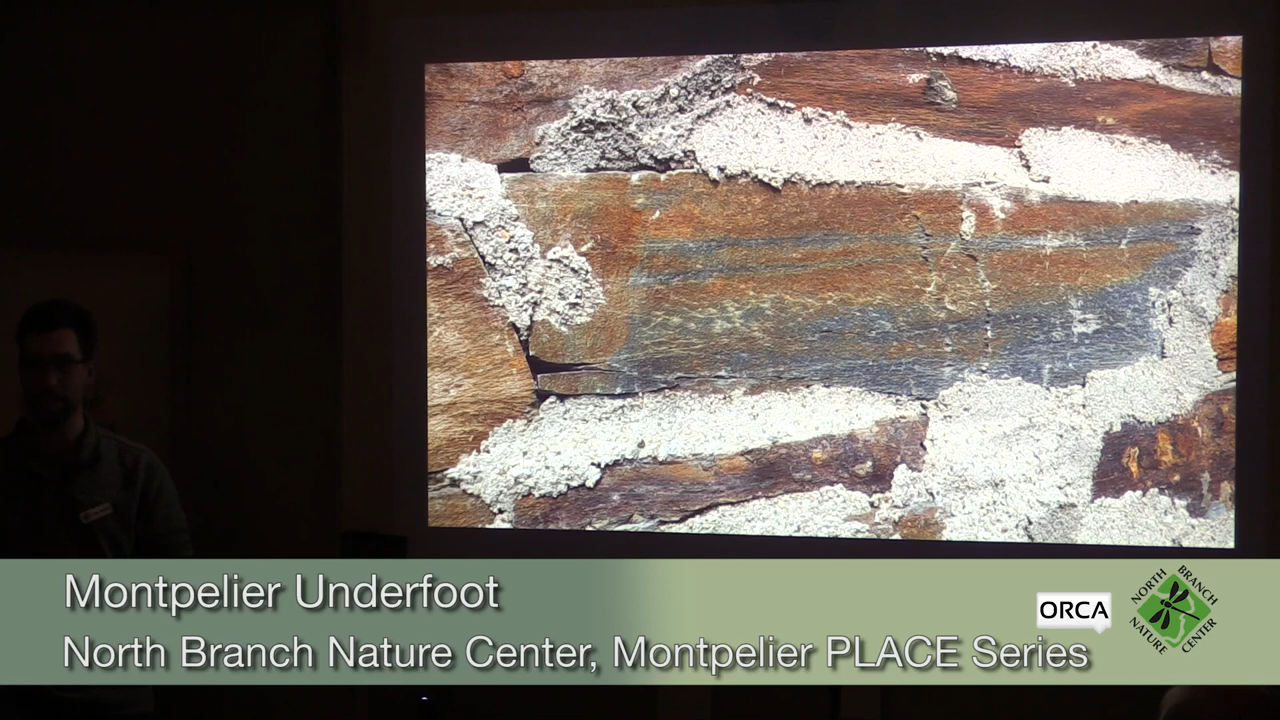 Montpelier Underfoot
North Branch Nature Center, Montpelier PLACE Series
ORCA
NORTH BRANCH
NATURE CENTER